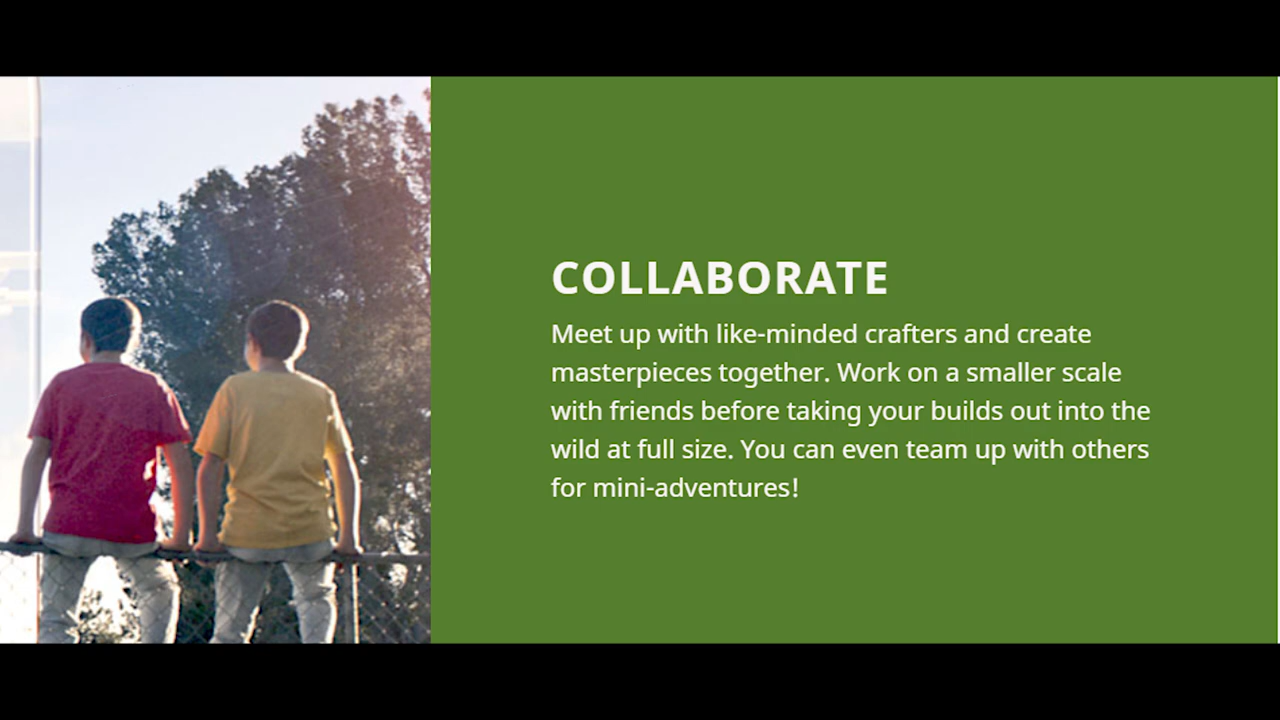 COLLABORATE
Meet up with like-minded crafters and create
masterpieces together. Work on a smaller scale
with friends before taking your builds out into the
wild at full size. You can even team up with others
for mini-adventures!